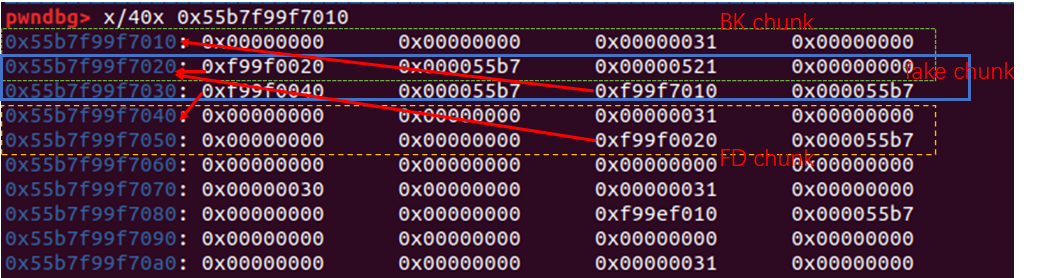 pwndbg> x/40x 0x55b7f99f7010
BK chunk
0x55b7f99f7010: 0x00000000 0x00000000 0x00000031 0x00000000
0x55b7f99f7020: 0xf99f0020 0x000055b7 0x00000521 0x00000000
fake chunk
0x55b7f99f7030: 0xf99f0040 0x000055b7 0xf99f7010 0x000055b7
0x55b7f99f7040: 0x00000000 0x00000000 0x00000031 0x00000000
0x55b7f99f7050: 0x00000000 0x00000000 0xf99f0020 0x000055b7
FD chunk
0x55b7f99f7060: 0x00000000 0x00000000 0x00000000 0x00000000
0x55b7f99f7070: 0x00000030 0x00000000 0x00000031 0x00000000
0x55b7f99f7080: 0x00000000 0x00000000 0xf99ef010 0x000055b7
0x55b7f99f7090: 0x00000000 0x00000000 0x00000000 0x00000000
0x55b7f99f70a0: 0x00000000 0x00000000 0x00000031 0x00000000